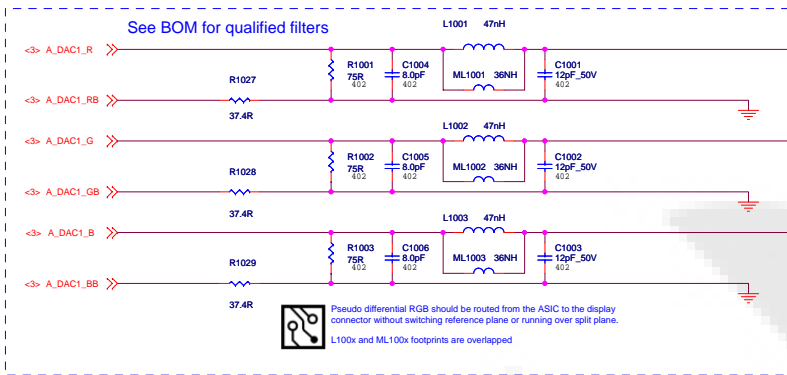 See BOM for qualified filters
L1001 47nH
<3> A_DAC1_R
R1001 C1004 ML1001 36NH C1001
75R 8.0pF 12pF_50V
402 402 402
R1027
<3> A_DAC1_RB
37.4R
L1002 47nH
<3> A_DAC1_G
R1002 C1005 ML1002 36NH C1002
75R 8.0pF 12pF_50V
402 402 402
R1028
<3> A_DAC1_GB
37.4R
L1003 47nH
<3> A_DAC1_B
R1003 C1006 ML1003 36NH C1003
75R 8.0pF 12pF_50V
402 402 402
R1029
<3> A_DAC1_BB
37.4R
Pseudo differential RGB should be routed from the ASIC to the display
connector without switching reference plane or running over split plane.
L100x and ML100x footprints are overlapped